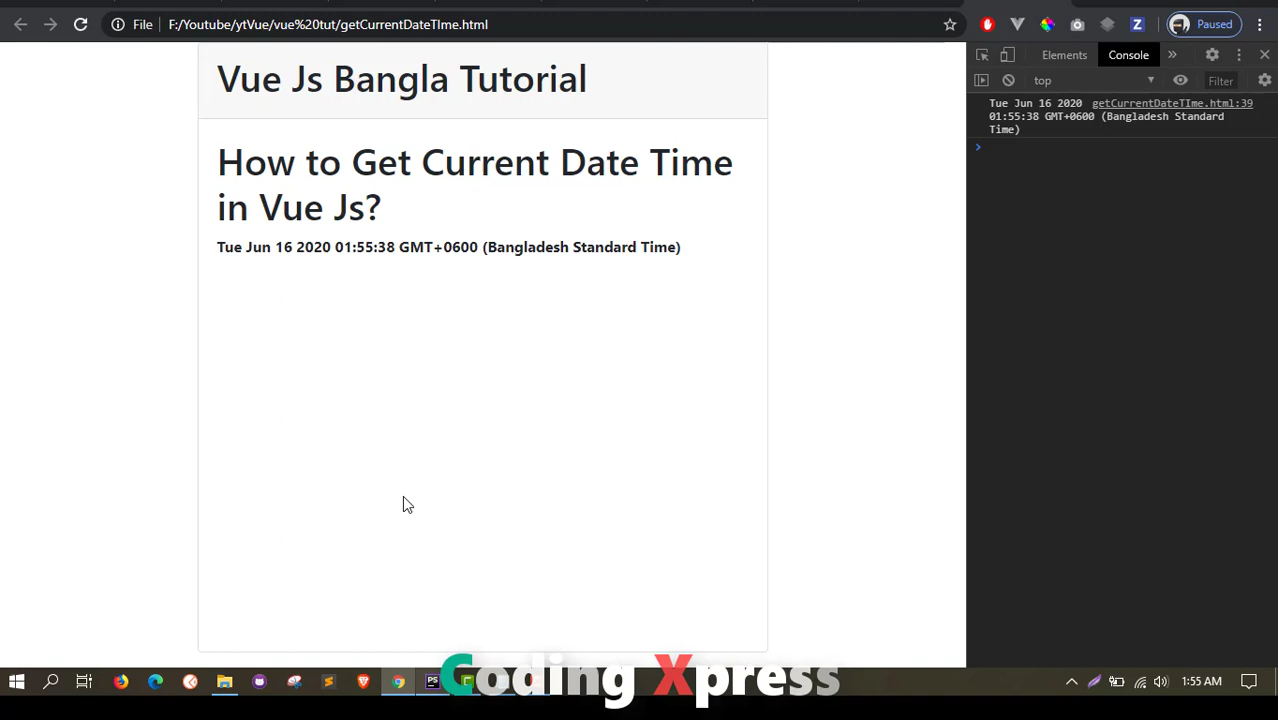 File F:/Youtube/ytVue/vue%20tut/getCurrentDateTIme.html
Paused
Vue Js Bangla Tutorial
How to Get Current Date Time
in Vue Js?
Tue Jun 16 2020 01:55:38 GMT+0600 (Bangladesh Standard Time)
Elements Console »
top Filter
Tue Jun 16 2020 getCurrentDateTIme.html:39
01:55:38 GMT+0600 (Bangladesh Standard
Time)
Coding Xpress
1:55 AM